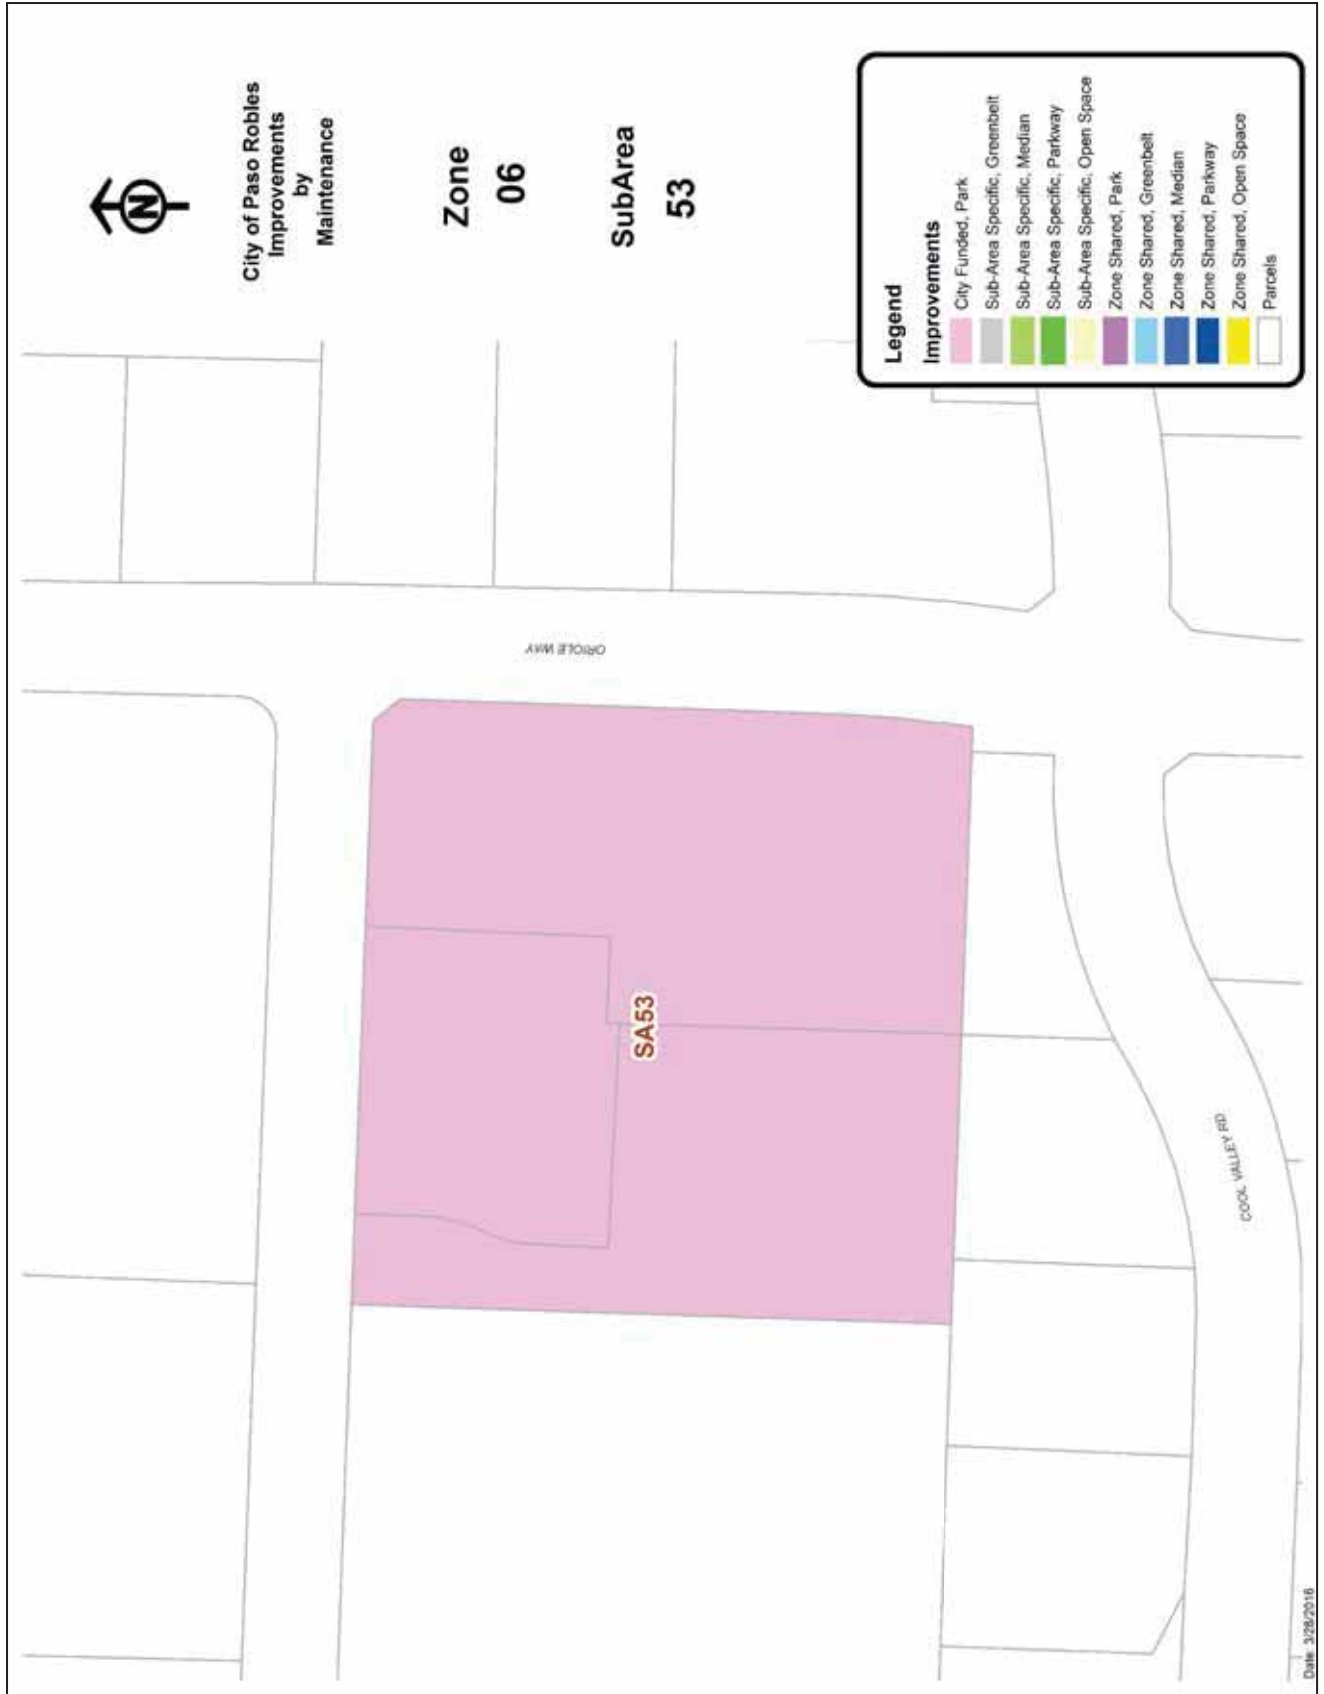 N
City of Paso Robles
Improvements
by
Maintenance
Zone
06
SubArea
53
ORIOLE WAY
SA53
COOL VALLEY RD
Legend
Improvements
City Funded, Park
Sub-Area Specific, Greenbelt
Sub-Area Specific, Median
Sub-Area Specific, Parkway
Sub-Area Specific, Open Space
Zone Shared, Park
Zone Shared, Greenbelt
Zone Shared, Median
Zone Shared, Parkway
Zone Shared, Open Space
Parcels
Date: 3/28/2016